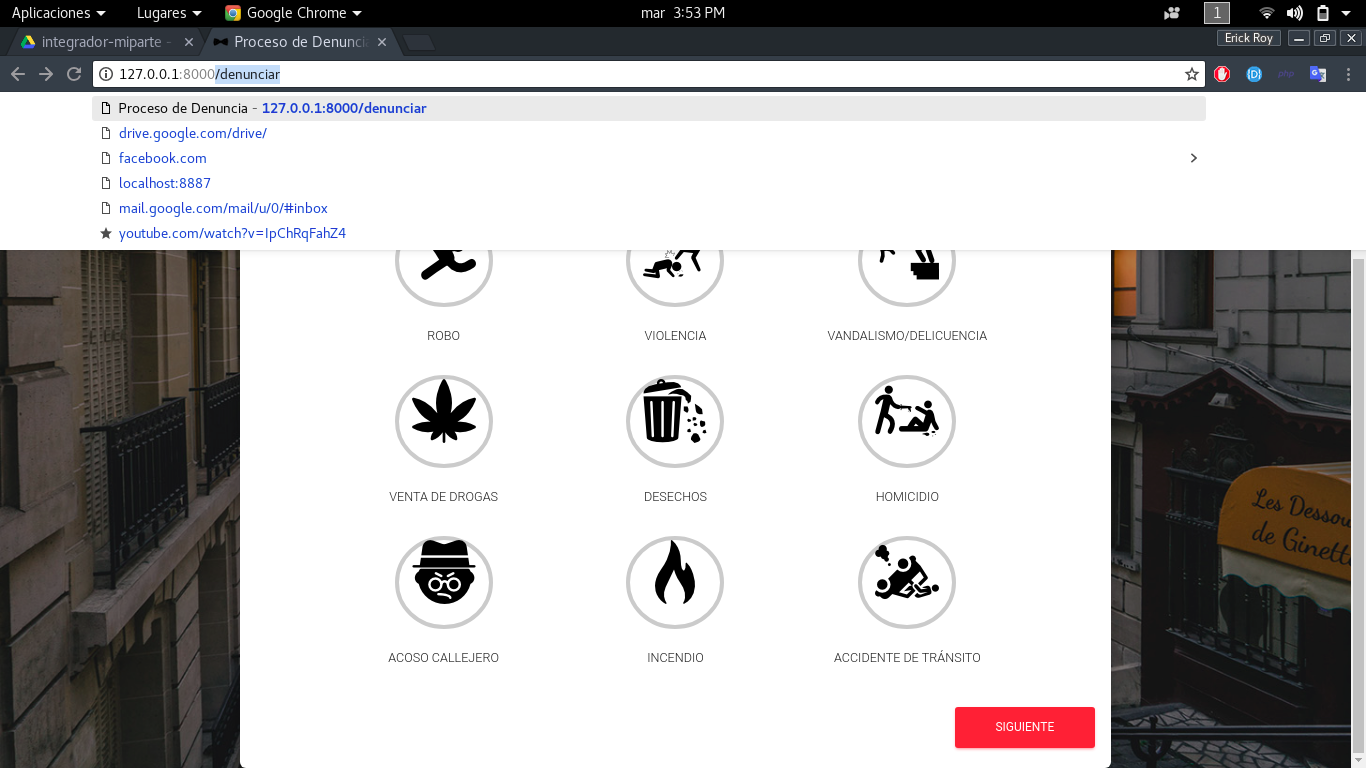 Aplicaciones Lugares Google Chrome mar 3:53 PM 1
integrador-miparte - Proceso de Denuncia Erick Roy
127.0.0.1:8000/denunciar php
Proceso de Denuncia - 127.0.0.1:8000/denunciar
drive.google.com/drive/
facebook.com
localhost:8887
mail.google.com/mail/u/0/#inbox
youtube.com/watch?v=IpChRqFahZ4
ROBO VIOLENCIA VANDALISMO/DELICUENCIA
VENTA DE DROGAS DESECHOS HOMICIDIO
Les Dessou
de Ginett
ACOSO CALLEJERO INCENDIO ACCIDENTE DE TRÁNSITO
SIGUIENTE